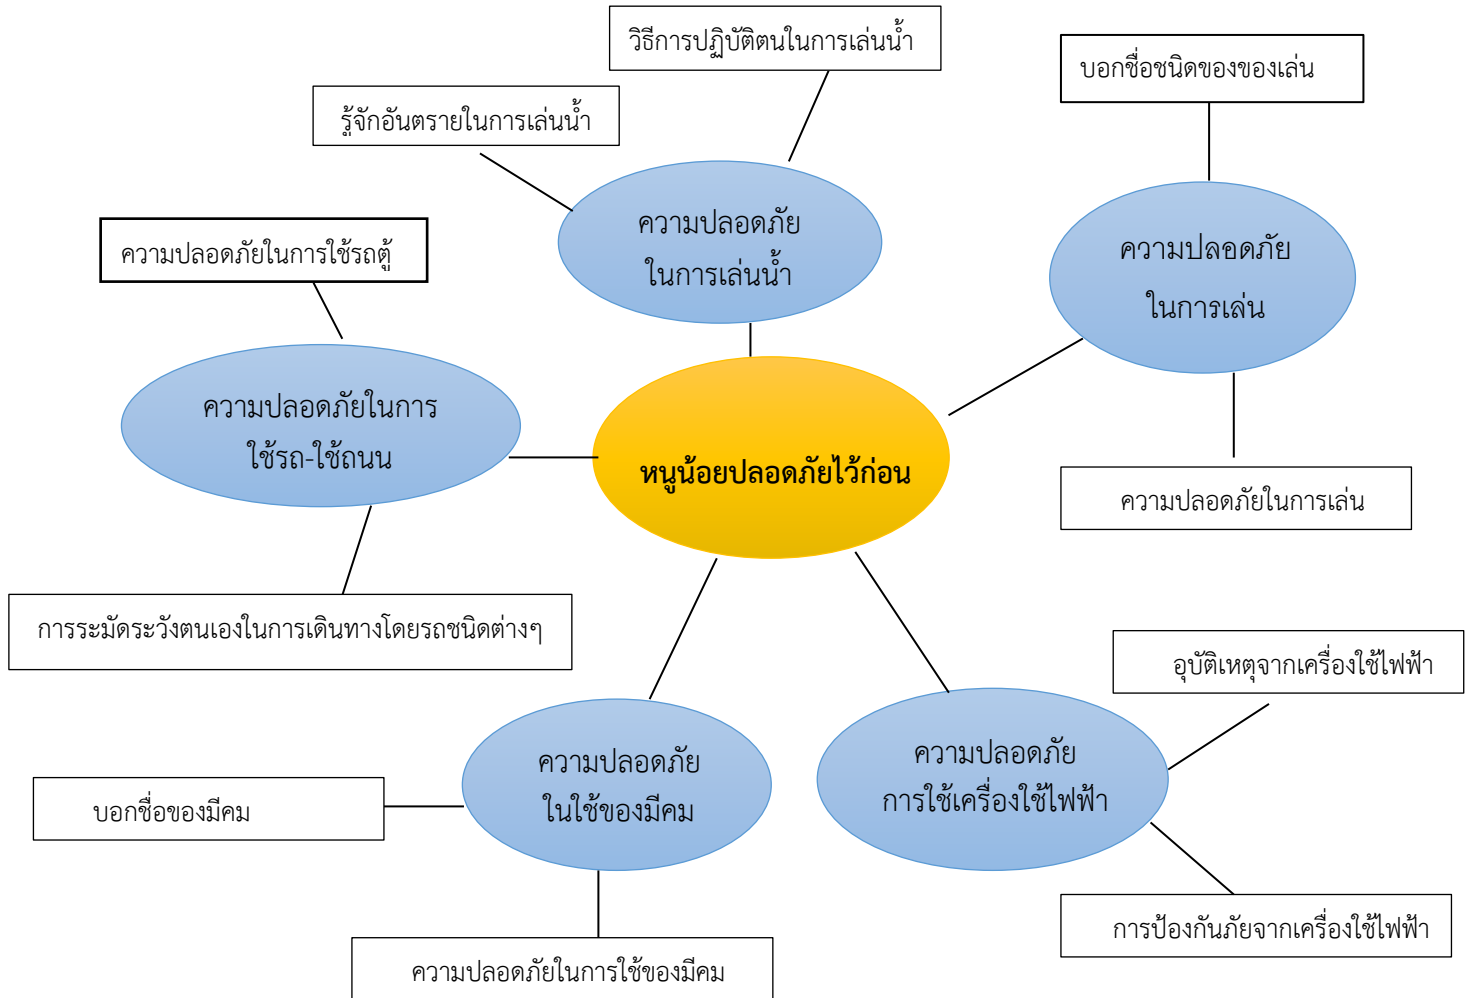 วิธีการปฏิบัติตนในการเล่นน้ำ
บอกชื่อชนิดของของเล่น
รู้จักอันตรายในการเล่นน้ำ
ความปลอดภัย
ในการเล่นน้ำ
ความปลอดภัย
ในการเล่น
ความปลอดภัยในการใช้รถตู้
ความปลอดภัยในการ
ใช้รถ-ใช้ถนน
หนูน้อยปลอดภัยไว้ก่อน
ความปลอดภัยในการเล่น
การระมัดระวังตนเองในการเดินทางโดยรถชนิดต่างๆ
อุบัติเหตุจากเครื่องใช้ไฟฟ้า
ความปลอดภัย
ในใช้ของมีคม
ความปลอดภัย
การใช้เครื่องใช้ไฟฟ้า
บอกชื่อของมีคม
การป้องกันภัยจากเครื่องใช้ไฟฟ้า
ความปลอดภัยในการใช้ของมีคม